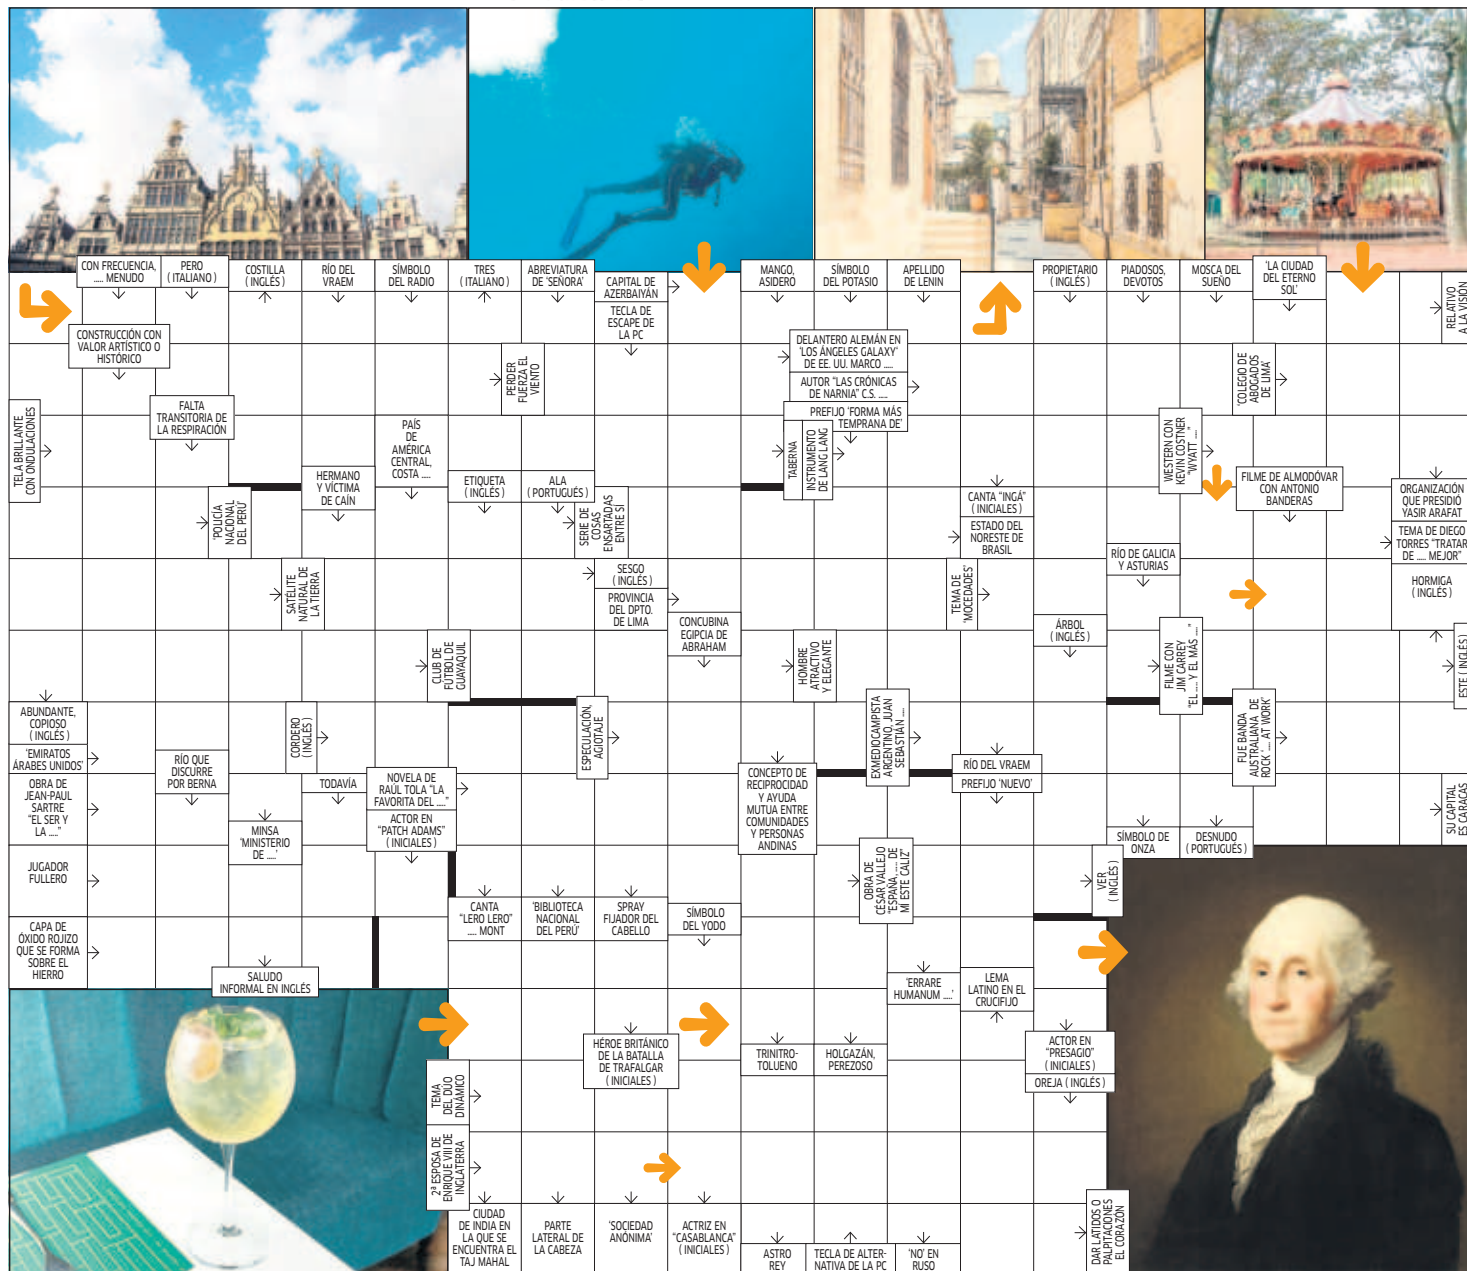 CON FRECUENCIA,
..... MENUDO
PERO
( ITALIANO )
COSTILLA
( INGLÉS )
RÍO DEL
VRAEM
SÍMBOLO
DEL RADIO
TRES
( ITALIANO )
ABREVIATURA
DE 'SEÑORA'
CAPITAL DE
AZERBAIYÁN
TECLA DE
ESCAPE DE
LA PC
MANGO,
ASIDERO
SÍMBOLO
DEL POTASIO
APELLIDO
DE LENIN
PROPIETARIO
( INGLÉS )
PIADOSOS,
DEVOTOS
MOSCA DEL
SUEÑO
'LA CIUDAD
DEL ETERNO
SOL'
RELATIVO
A LA VISIÓN
CONSTRUCCIÓN CON
VALOR ARTÍSTICO O
HISTÓRICO
PERDER
FUERZA EL
VIENTO
DELANTERO ALEMÁN EN
'LOS ÁNGELES GALAXY'
DE EE. UU. MARCO .....
AUTOR "LAS CRÓNICAS
DE NARNIA" C.S. .....
PREFIJO 'FORMA MÁS
TEMPRANA DE'
'COLEGIO DE
ABOGADOS
DE LIMA'
TELA BRILLANTE
CON ONDULACIONES
FALTA
TRANSITORIA DE
LA RESPIRACIÓN
PAÍS
DE
AMÉRICA
CENTRAL,
COSTA .....
TABERNA
INSTRUMENTO
DE LANG LANG
WESTERN CON
KEVIN COSTNER
"WYATT ....."
HERMANO
Y VÍCTIMA
DE CAÍN
ETIQUETA
( INGLÉS )
ALA
( PORTUGUÉS )
FILME DE ALMODÓVAR
CON ANTONIO
BANDERAS
'POLICÍA
NACIONAL
DEL PERÚ'
SERIE DE
COSAS
ENSARTADAS
ENTRE SÍ
CANTA "INGÁ"
( INICIALES )
ESTADO DEL
NORESTE DE
BRASIL
ORGANIZACIÓN
QUE PRESIDIÓ
YASIR ARAFAT
TEMA DE DIEGO
TORRES "TRATAR
DE ..... MEJOR"
HORMIGA
( INGLÉS )
SATÉLITE
NATURAL DE
LA TIERRA
SESGO
( INGLÉS )
PROVINCIA
DEL DPTO.
DE LIMA
TEMA DE
'MOCEDADES'
RÍO DE GALICIA
Y ASTURIAS
CONCUBINA
EGIPCIA DE
ABRAHAM
ÁRBOL
( INGLÉS )
CLUB DE
FÚTBOL DE
GUAYAQUIL
HOMBRE
ATRACTIVO
Y ELEGANTE
FILME CON
JIM CARREY
"EL ..... Y EL MÁS ....."
ESTE ( INGLÉS )
ABUNDANTE,
COPIOSO
( INGLÉS )
'EMIRATOS
ÁRABES UNIDOS'
CORDERO
( INGLÉS )
ESPECULACIÓN,
AGIOTAJE
EXMEDIOCAMPISTA
ARGENTINO, JUAN
SEBASTIÁN .....
FUE BANDA
AUSTRALIANA DE
ROCK '..... AT WORK'
RÍO QUE
DISCURRE
POR BERNA
RÍO DEL VRAEM
PREFIJO 'NUEVO'
OBRA DE
JEAN-PAUL
SARTRE
"EL SER Y
LA ....."
TODAVÍA
NOVELA DE
RAÚL TOLA "LA
FAVORITA DEL ....."
ACTOR EN
"PATCH ADAMS"
( INICIALES )
CONCEPTO DE
RECIPROCIDAD
Y AYUDA
MUTUA ENTRE
COMUNIDADES
Y PERSONAS
ANDINAS
SU CAPITAL
ES CARACAS
MINSA
'MINISTERIO
DE .....'
SÍMBOLO DE
ONZA
DESNUDO
( PORTUGUÉS )
JUGADOR
FULLERO
OBRA DE
CÉSAR VALLEJO
"ESPAÑA, ..... DE
MI ESTE CÁLIZ"
VER
( INGLÉS )
CAPA DE
ÓXIDO ROJIZO
QUE SE FORMA
SOBRE EL
HIERRO
CANTA
"LERO LERO"
..... MONT
'BIBLIOTECA
NACIONAL
DEL PERÚ'
SPRAY
FIJADOR DEL
CABELLO
SÍMBOLO
DEL YODO
SALUDO
INFORMAL EN INGLÉS
'ERRARE
HUMANUM .....'
LEMA
LATINO EN EL
CRUCIFIJO
HÉROE BRITÁNICO
DE LA BATALLA
DE TRAFALGAR
( INICIALES )
TRINITRO-
TOLUENO
HOLGAZÁN,
PEREZOSO
ACTOR EN
"PRESAGIO"
( INICIALES )
OREJA ( INGLÉS )
TEMA
DEL DÚO
DINÁMICO
2ª ESPOSA DE
ENRIQUE VIII DE
INGLATERRA
CIUDAD
DE INDIA EN
LA QUE SE
ENCUENTRA EL
TAJ MAHAL
PARTE
LATERAL DE
LA CABEZA
'SOCIEDAD
ANÓNIMA'
ACTRIZ EN
"CASABLANCA"
( INICIALES )
ASTRO
REY
TECLA DE ALTER-
NATIVA DE LA PC
'NO' EN
RUSO
DAR LATIDOS O
PALPITACIONES
EL CORAZÓN